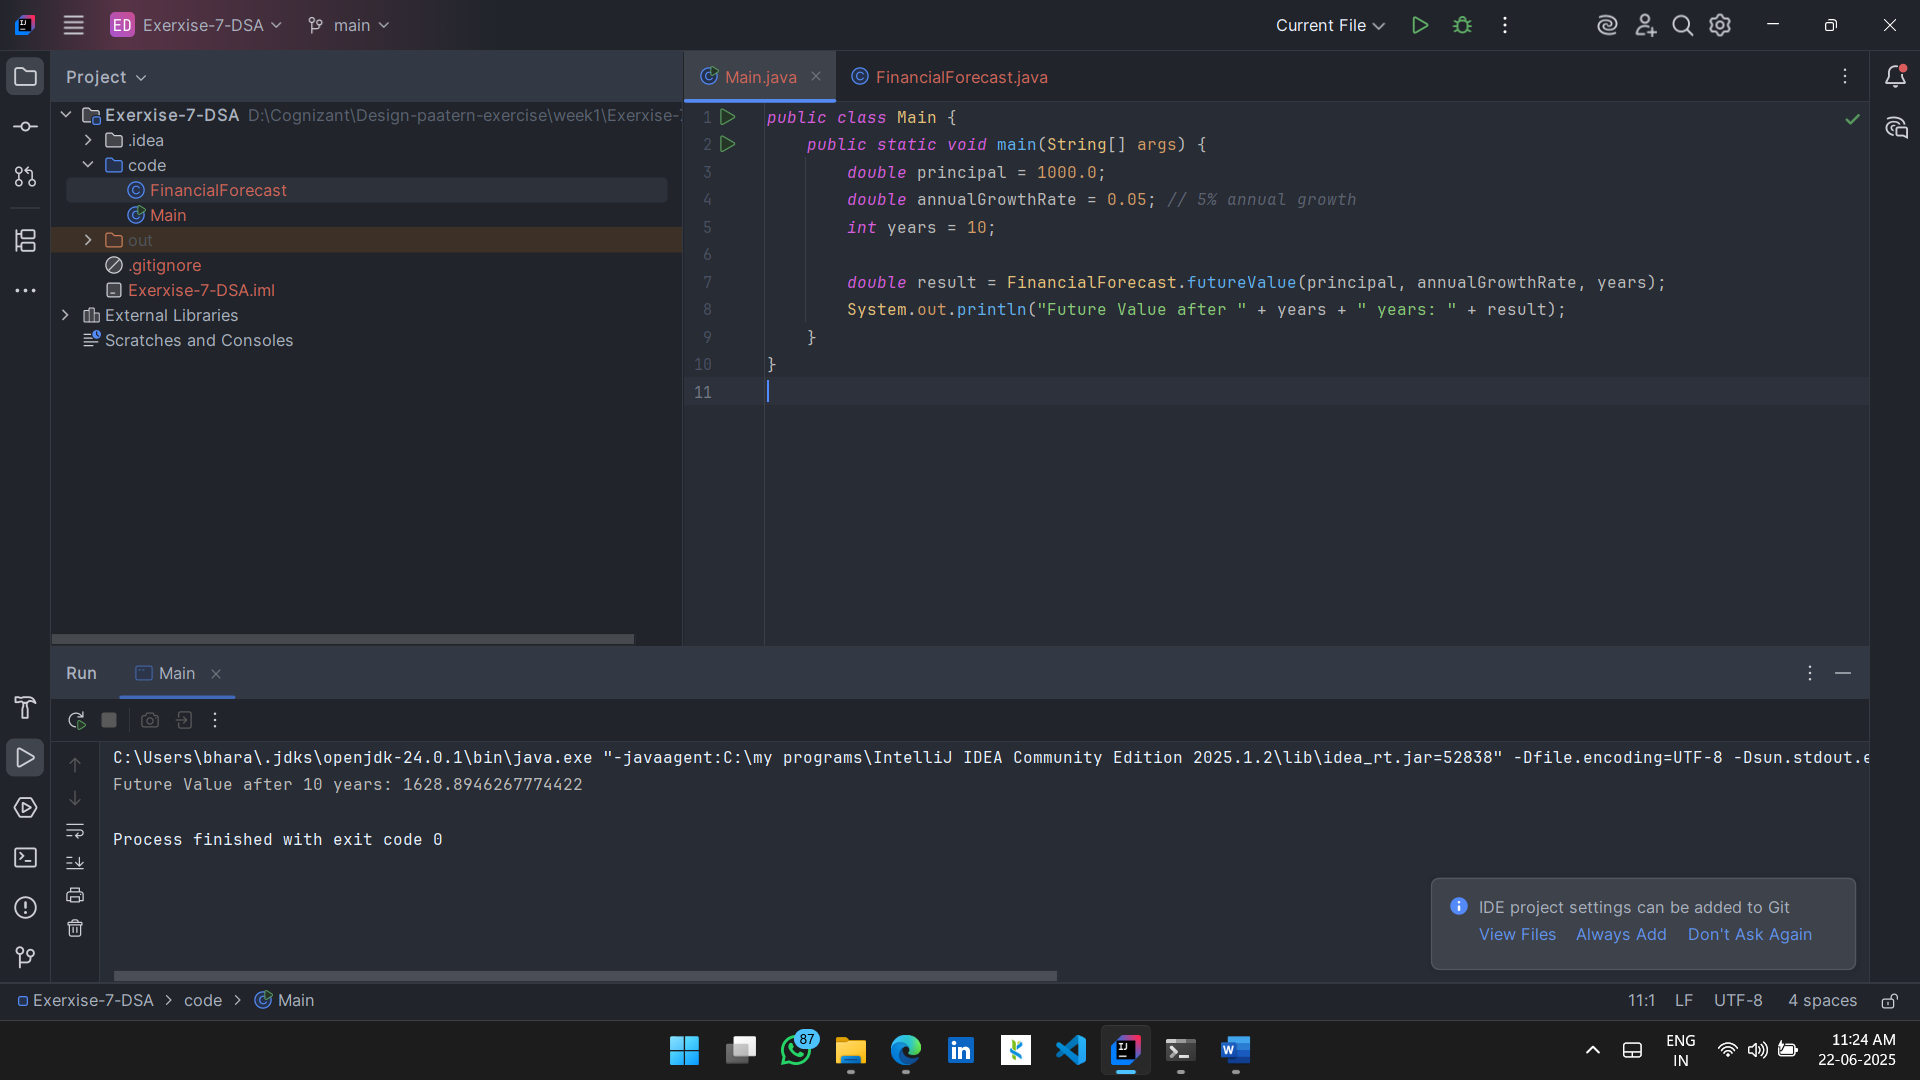 ED Exerxise-7-DSA main Current File
Project
Main.java FinancialForecast.java
Exerxise-7-DSA D:\Cognizant\Design-paatern-exercise\week1\Exerxise-
.idea
code
FinancialForecast
Main
out
.gitignore
Exerxise-7-DSA.iml
External Libraries
Scratches and Consoles
1 public class Main {
2 public static void main(String[] args) {
3 double principal = 1000.0;
4 double annualGrowthRate = 0.05; // 5% annual growth
5 int years = 10;
6
7 double result = FinancialForecast.futureValue(principal, annualGrowthRate, years);
8 System.out.println("Future Value after " + years + " years: " + result);
9 }
10 }
11
Run Main
C:\Users\bhara\.jdks\openjdk-24.0.1\bin\java.exe "-javaagent:C:\my programs\IntelliJ IDEA Community Edition 2025.1.2\lib\idea_rt.jar=52838" -Dfile.encoding=UTF-8 -Dsun.stdout.e
Future Value after 10 years: 1628.8946267774422
Process finished with exit code 0
IDE project settings can be added to Git
View Files Always Add Don't Ask Again
Exerxise-7-DSA > code > Main 11:1 LF UTF-8 4 spaces
87
ENG
IN
11:24 AM
22-06-2025